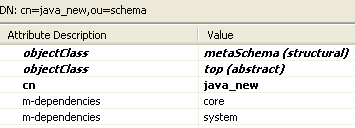 DN: cn=java_new,ou=schema
Attribute Description Value
objectClass metaSchema (structural)
objectClass top (abstract)
cn java_new
m-dependencies core
m-dependencies system